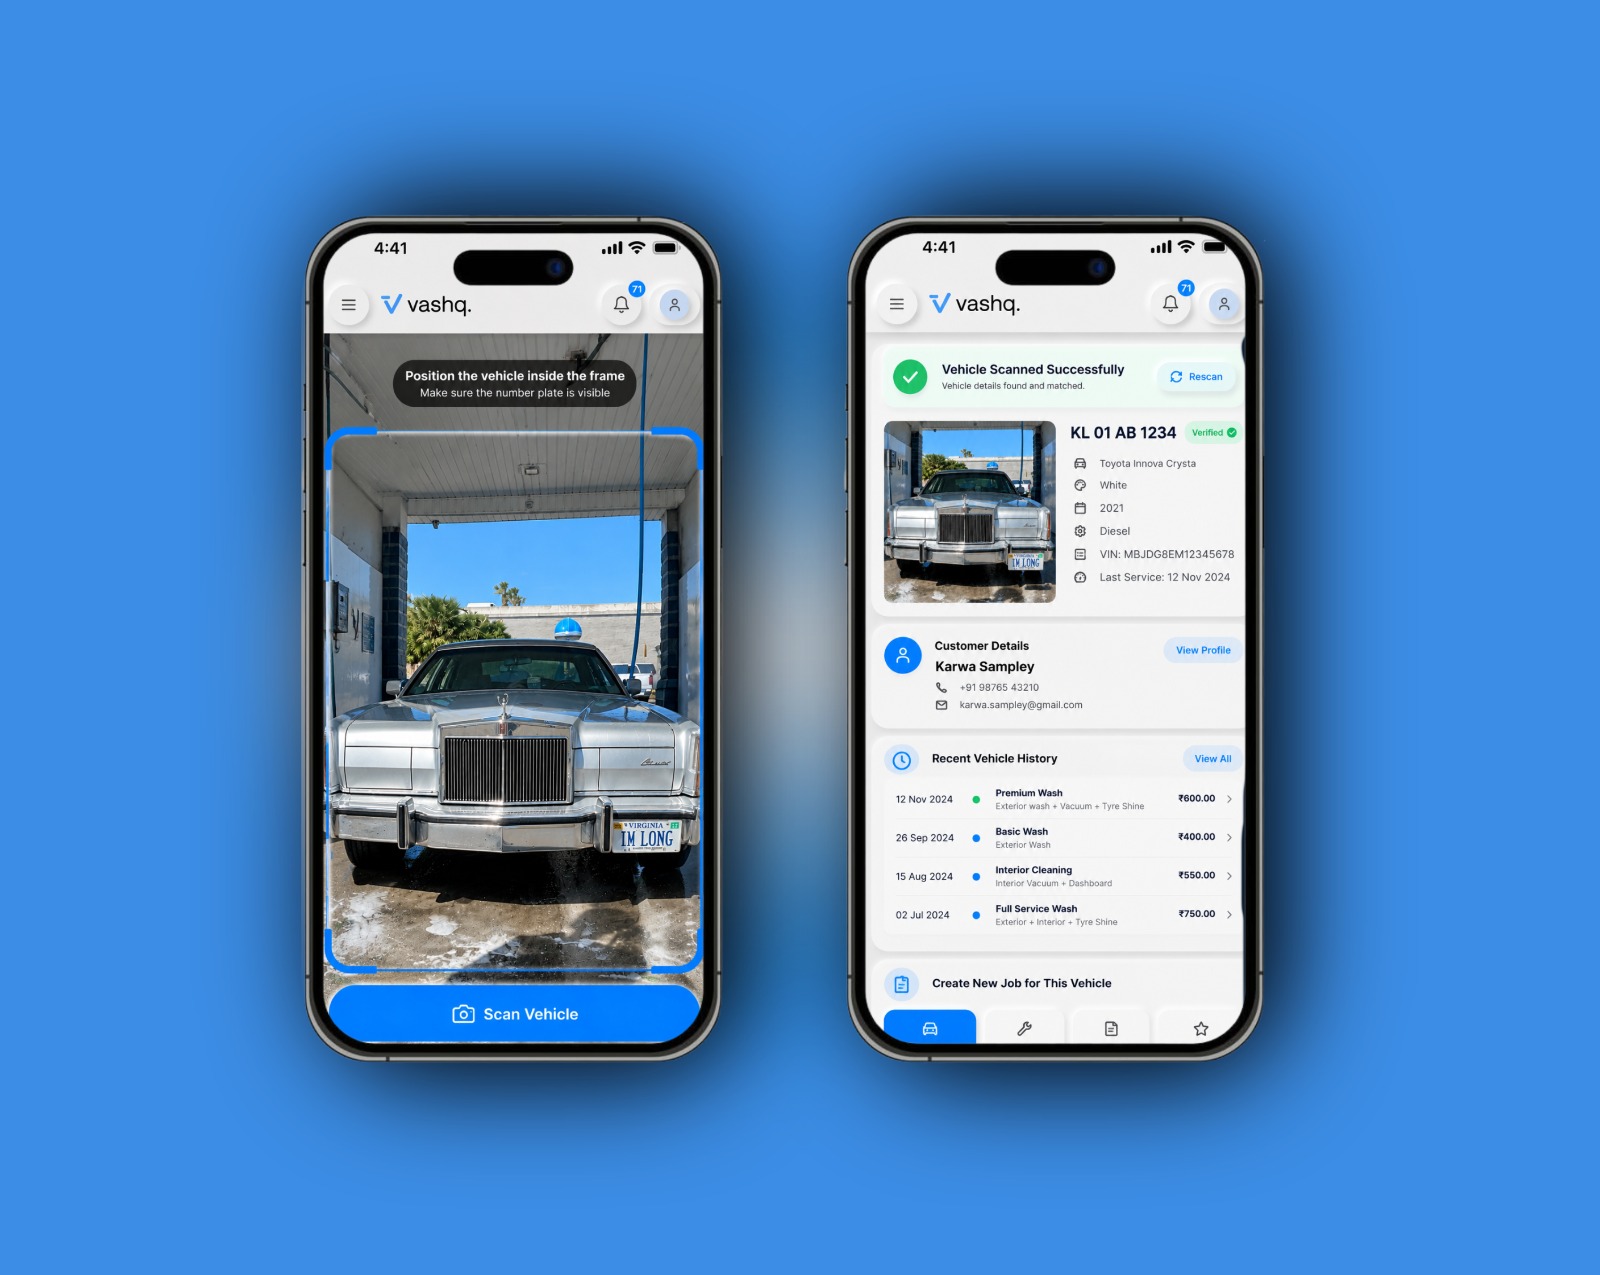 4:41
vashq.
71
Position the vehicle inside the frame
Make sure the number plate is visible
VIRGINIA
IM LONG
Scan Vehicle
4:41
vashq.
71
Vehicle Scanned Successfully
Vehicle details found and matched.
Rescan
IM LONG
KL 01 AB 1234
Verified
Toyota Innova Crysta
White
2021
Diesel
VIN: MBJDG8EM12345678
Last Service: 12 Nov 2024
Customer Details
View Profile
Karwa Sampley
+91 98765 43210
karwa.sampley@gmail.com
Recent Vehicle History
View All
12 Nov 2024
Premium Wash
Exterior wash + Vacuum + Tyre Shine
₹600.00
26 Sep 2024
Basic Wash
Exterior Wash
₹400.00
15 Aug 2024
Interior Cleaning
Interior Vacuum + Dashboard
₹550.00
02 Jul 2024
Full Service Wash
Exterior + Interior + Tyre Shine
₹750.00
Create New Job for This Vehicle